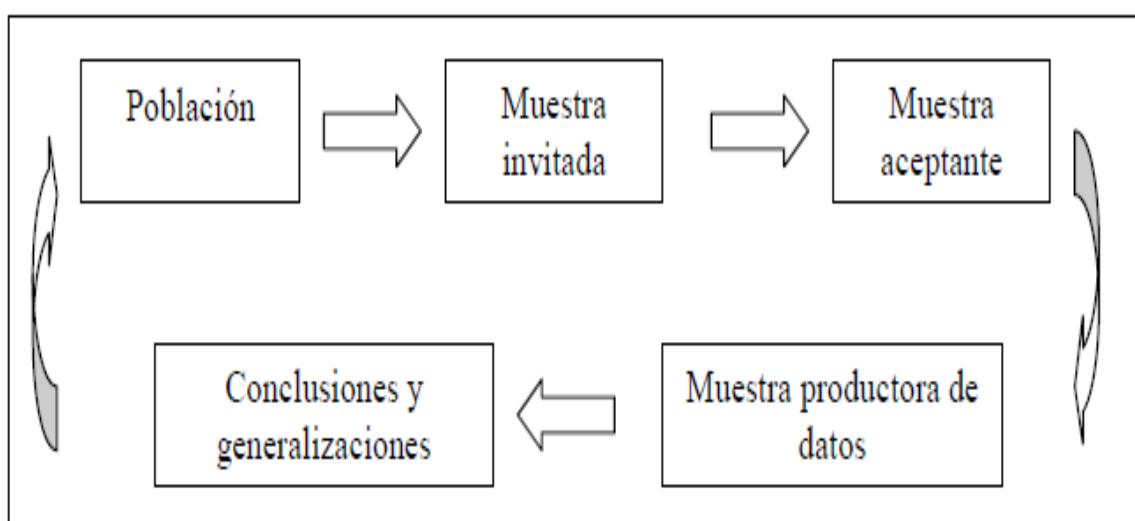 Población
Muestra
invitada
Muestra
aceptante
Conclusiones y
generalizaciones
Muestra productora de
datos